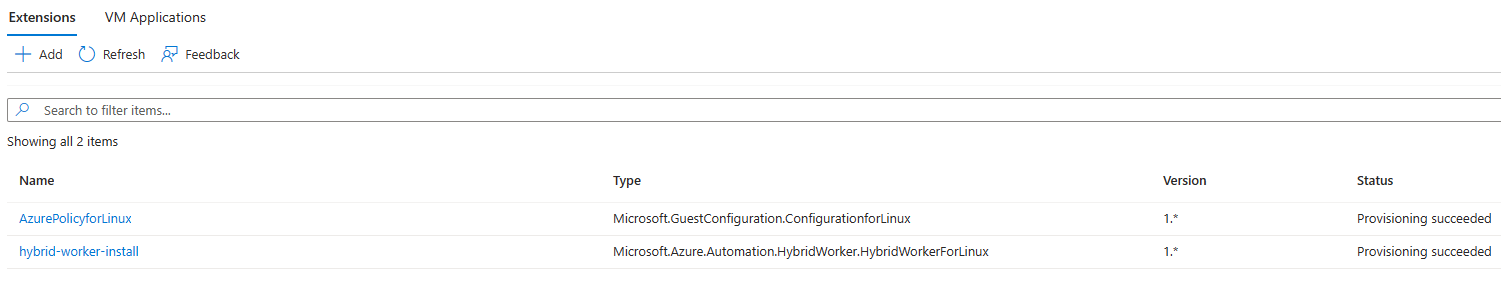 Extensions VM Applications
Add Refresh Feedback
Search to filter items...
Showing all 2 items
Name Type Version Status
AzurePolicyforLinux Microsoft.GuestConfiguration.ConfigurationforLinux 1.* Provisioning succeeded
hybrid-worker-install Microsoft.Azure.Automation.HybridWorker.HybridWorkerForLinux 1.* Provisioning succeeded